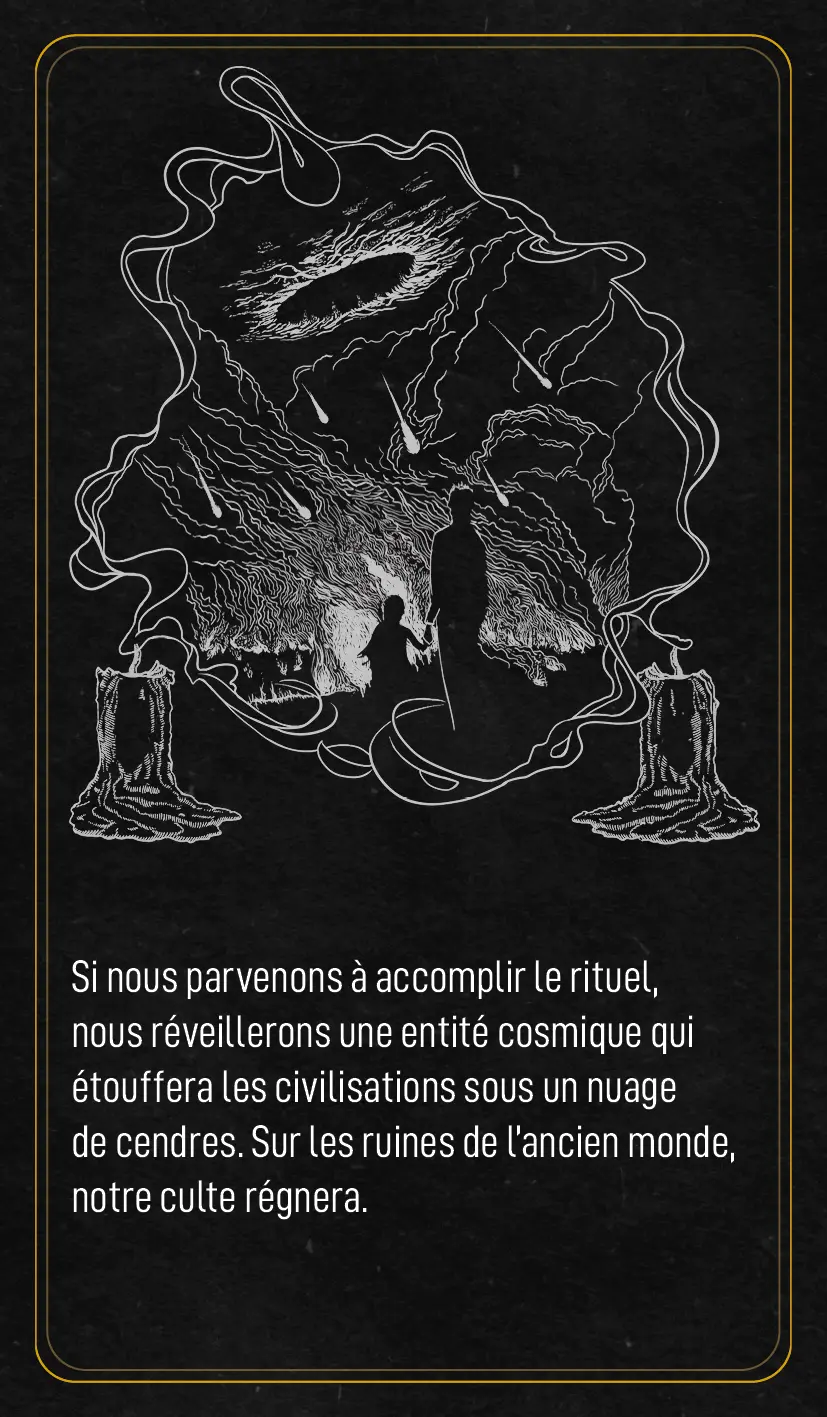 Si nous parvenons à accomplir le rituel,
nous réveillerons une entité cosmique qui
étouffera les civilisations sous un nuage
de cendres. Sur les ruines de l’ancien monde,
notre culte régnera.